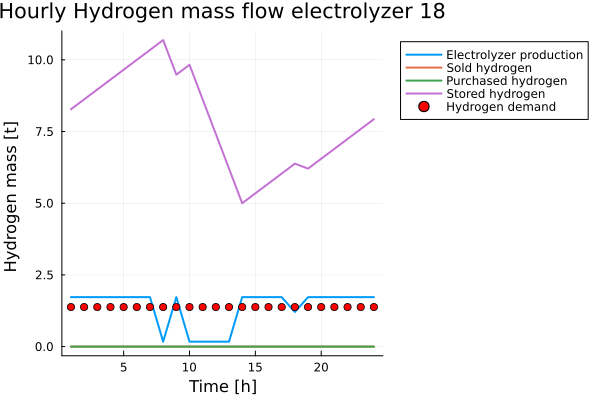 Hourly Hydrogen mass flow electrolyzer 18
Electrolyzer production
Sold hydrogen
Purchased hydrogen
Stored hydrogen
Hydrogen demand
Hydrogen mass [t]
10.0
7.5
5.0
2.5
0.0
5
10
15
20
Time [h]